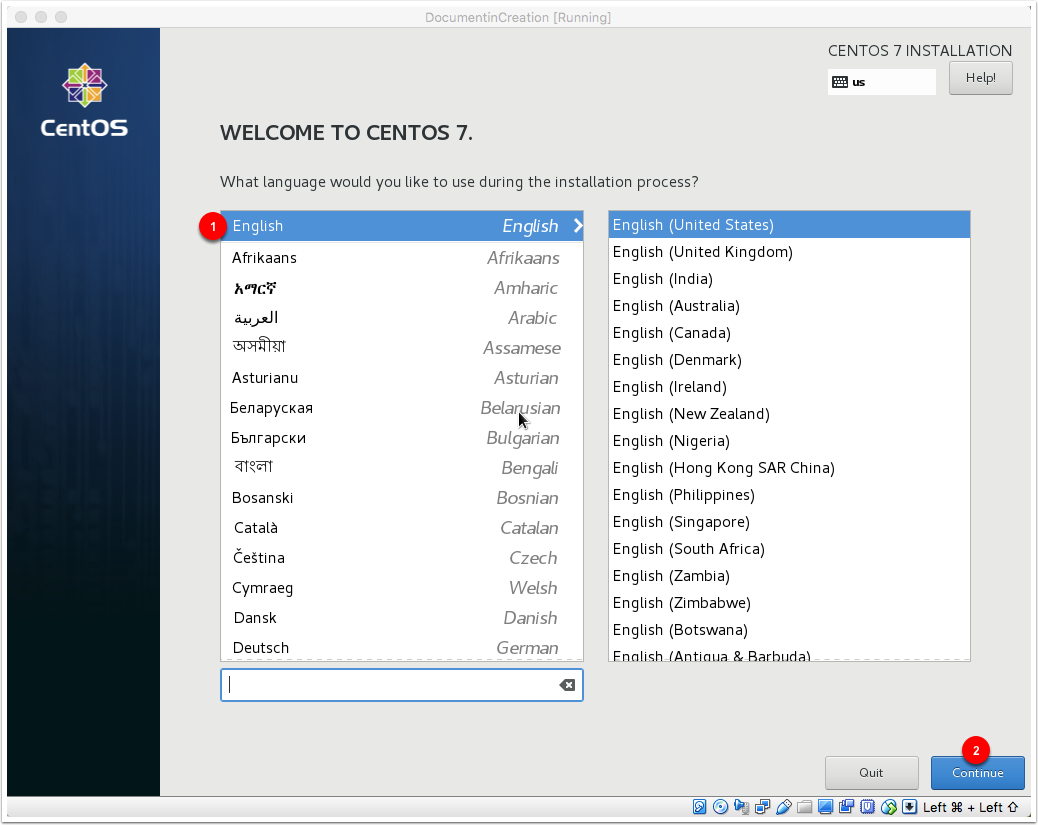 DocumentinCreation [Running]
CentOS
CENTOS 7 INSTALLATION
us
Help!
WELCOME TO CENTOS 7.
What language would you like to use during the installation process?
1
English English
Afrikaans Afrikaans
አማርኛ Amharic
العربية Arabic
অসমীয়া Assamese
Asturianu Asturian
Беларуская Belarusian
Български Bulgarian
বাংলা Bengali
Bosanski Bosnian
Català Catalan
Čeština Czech
Cymraeg Welsh
Dansk Danish
Deutsch German
English (United States)
English (United Kingdom)
English (India)
English (Australia)
English (Canada)
English (Denmark)
English (Ireland)
English (New Zealand)
English (Nigeria)
English (Hong Kong SAR China)
English (Philippines)
English (Singapore)
English (South Africa)
English (Zambia)
English (Zimbabwe)
English (Botswana)
English (Antigua & Barbuda)
2
Quit
Continue
Left ⌘ + Left ⇧